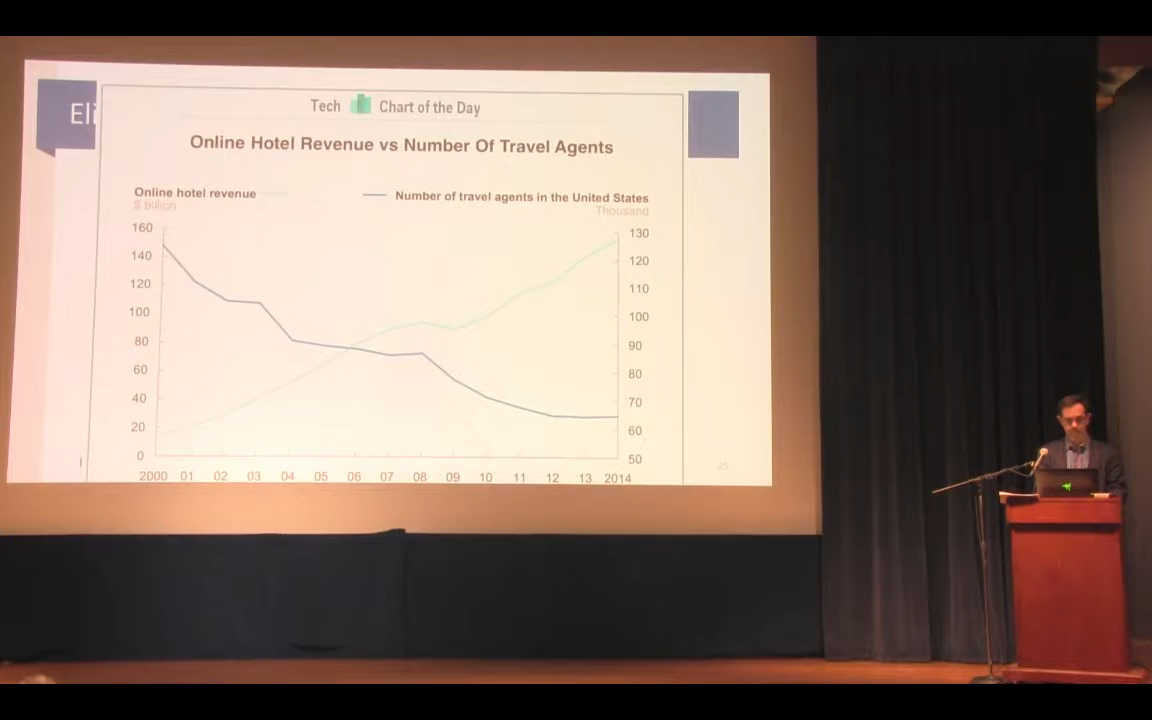 Eli
Tech Chart of the Day
Online Hotel Revenue vs Number Of Travel Agents
Online hotel revenue
$ billion
Number of travel agents in the United States
Thousand
160
140
120
100
80
60
40
20
0
130
120
110
100
90
80
70
60
50
2000 01 02 03 04 05 06 07 08 09 10 11 12 13 2014
25